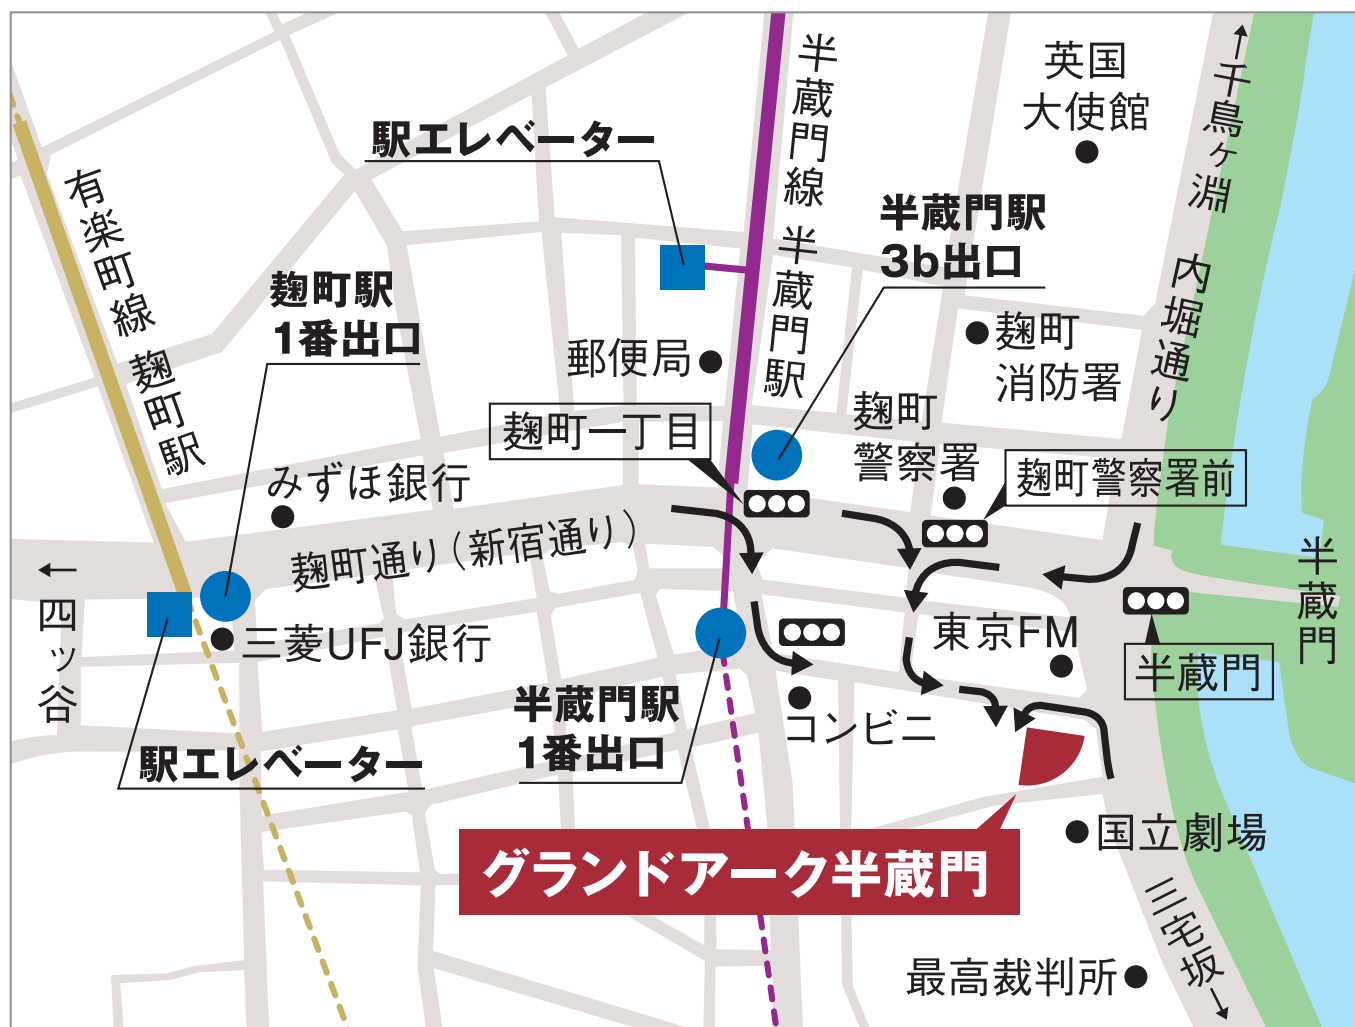 英国
大使館
千鳥ヶ淵
半蔵門線 半蔵門駅
駅エレベーター
有楽町線 麹町駅
半蔵門駅
3b出口
内堀通り
麹町駅
1番出口
郵便局
麹町
消防署
麹町一丁目
麹町
警察署
麹町警察署前
みずほ銀行
麹町通り（新宿通り）
半蔵門
四ッ谷
三菱UFJ銀行
東京FM
半蔵門
半蔵門駅
1番出口
コンビニ
駅エレベーター
国立劇場
グランドアーク半蔵門
三宅坂
最高裁判所